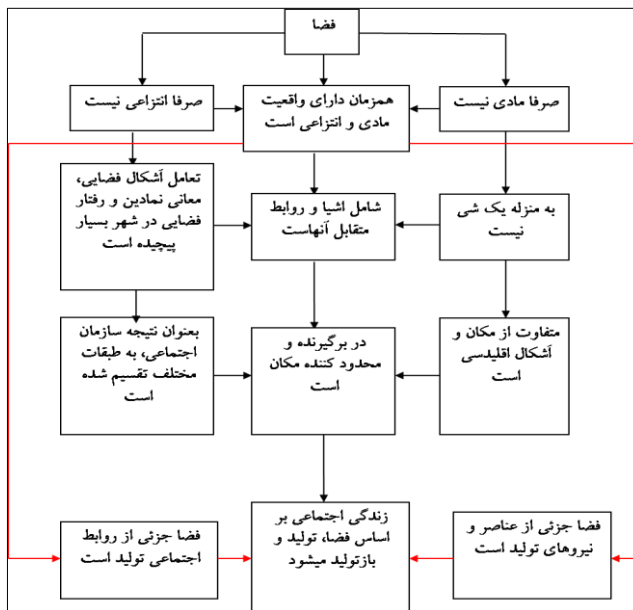 فضا
صرفا مادی نیست
همزمان دارای واقعیت
مادی و انتزاعی است
صرفا انتزاعی نیست
به منزله یک شی
نیست
شامل اشیا و روابط
متقابل آنهاست
تعامل آشکال فضایی،
معانی نمادین و رفتار
فضایی در شهر بسیار
پیچیده است
متفاوت از مکان و
آشکال اقلیدسی
است
در برگیرنده و
محدود کننده مکان
است
بعنوان نتیجه سازمان
اجتماعی، به طبقات
مختلف تقسیم شده
است
فضا جزئی از عناصر و
نیروهای تولید است
زندگی اجتماعی بر
اساس فضا، تولید و
بازتولید میشود
فضا جزئی از روابط
اجتماعی تولید است